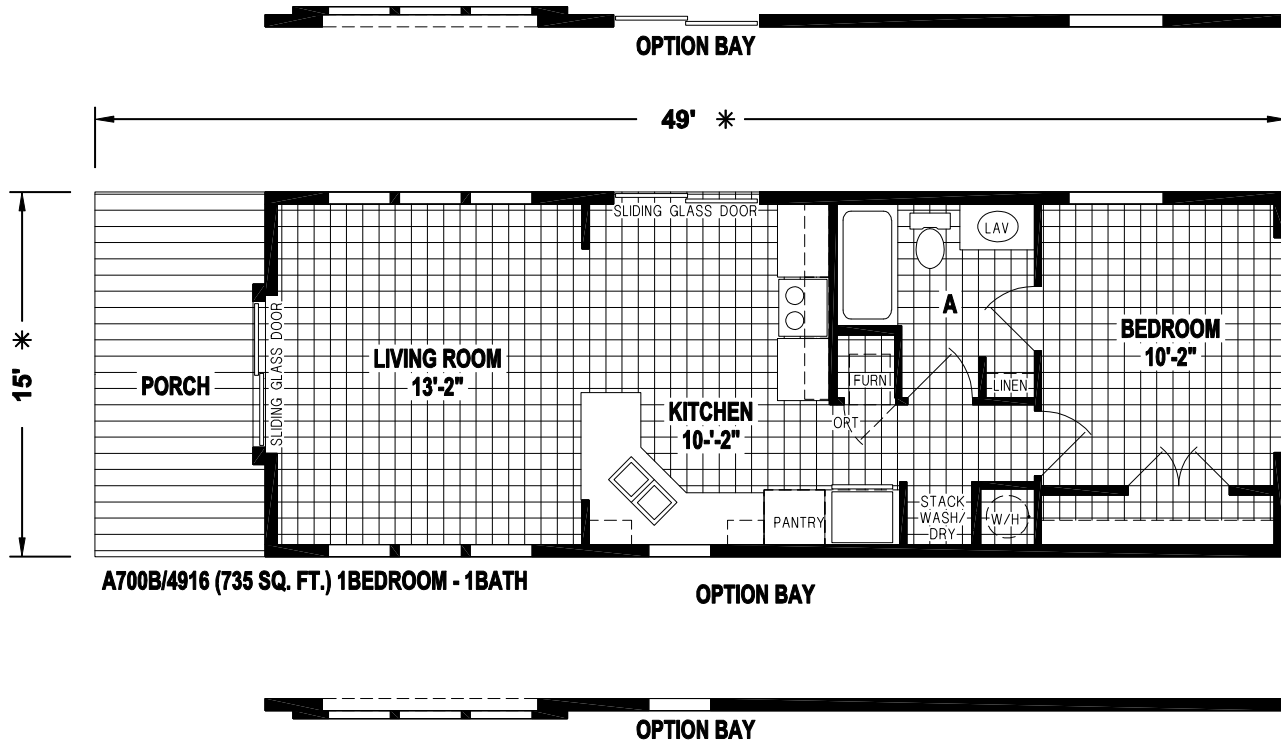 OPTION BAY
49' ✳
15' ✳
SLIDING GLASS DOOR
LAV
A
SLIDING GLASS DOOR
BEDROOM
10'-2"
LIVING ROOM
13'-2"
PORCH
FURN
LINEN
KITCHEN
10-'-2"
ORT
STACK
WASH/
DRY
PANTRY
W/H
A700B/4916 (735 SQ. FT.) 1BEDROOM - 1BATH
OPTION BAY
OPTION BAY